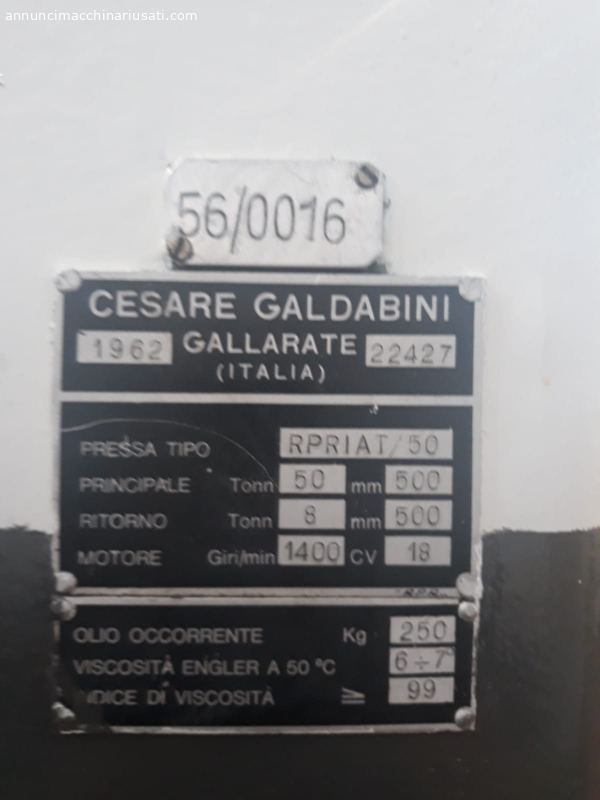 annuncimacchinariusati.com
56/0016
CESARE GALDABINI
1962 GALLARATE 22427
(ITALIA)
PRESSA TIPO RPRIAT/50
PRINCIPALE Tonn 50 mm 500
RITORNO Tonn 8 mm 500
MOTORE Giri/min 1400 CV 18
"RPR"
OLIO OCCORRENTE Kg 250
VISCOSITÀ ENGLER A 50 °C 6÷7
INDICE DI VISCOSITÀ ≧ 99